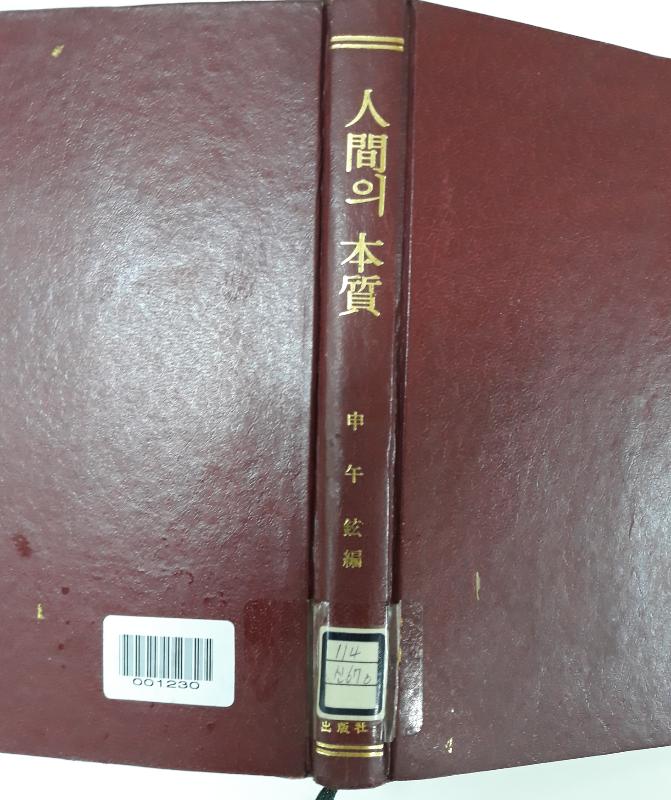 人間의 本質
申午鉉編
114
신67ㅇ
出版社
001230